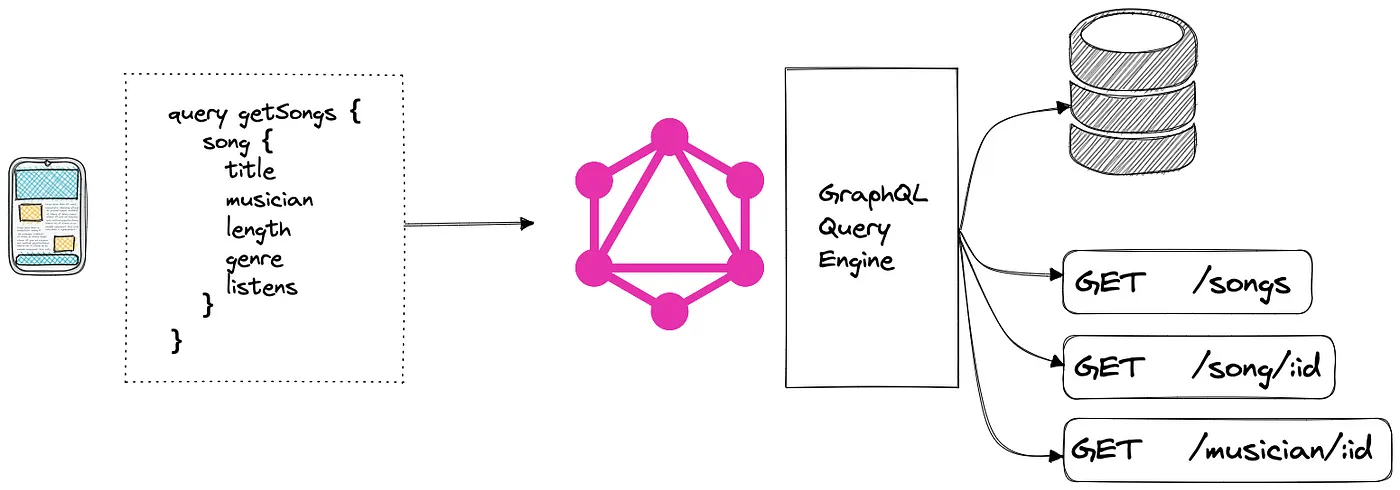 query getSongs {
song {
title
musician
length
genre
listens
}
}
GraphQL
Query
Engine
GET /songs
GET /song/:id
GET /musician/:id